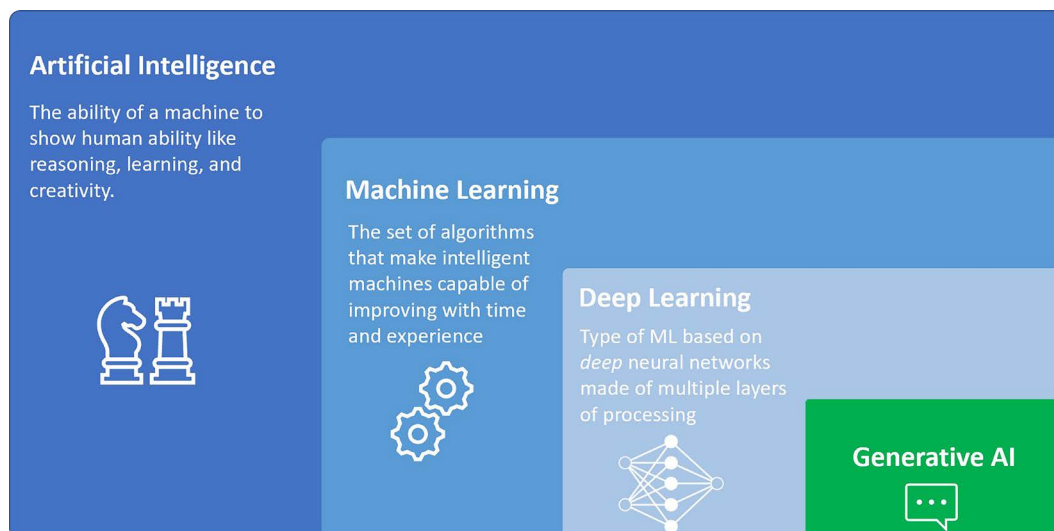 Artificial Intelligence
The ability of a machine to
show human ability like
reasoning, learning, and
creativity.
Machine Learning
The set of algorithms
that make intelligent
machines capable of
improving with time
and experience
Deep Learning
Type of ML based on
deep neural networks
made of multiple layers
of processing
Generative AI